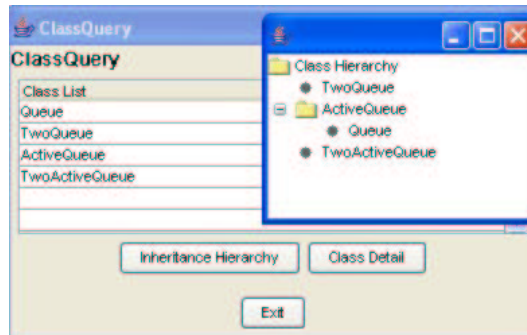 ClassQuery
ClassQuery
Class List
Queue
TwoQueue
ActiveQueue
TwoActiveQueue
Class Hierarchy
TwoQueue
ActiveQueue
Queue
TwoActiveQueue
Inheritance Hierarchy
Class Detail
Exit